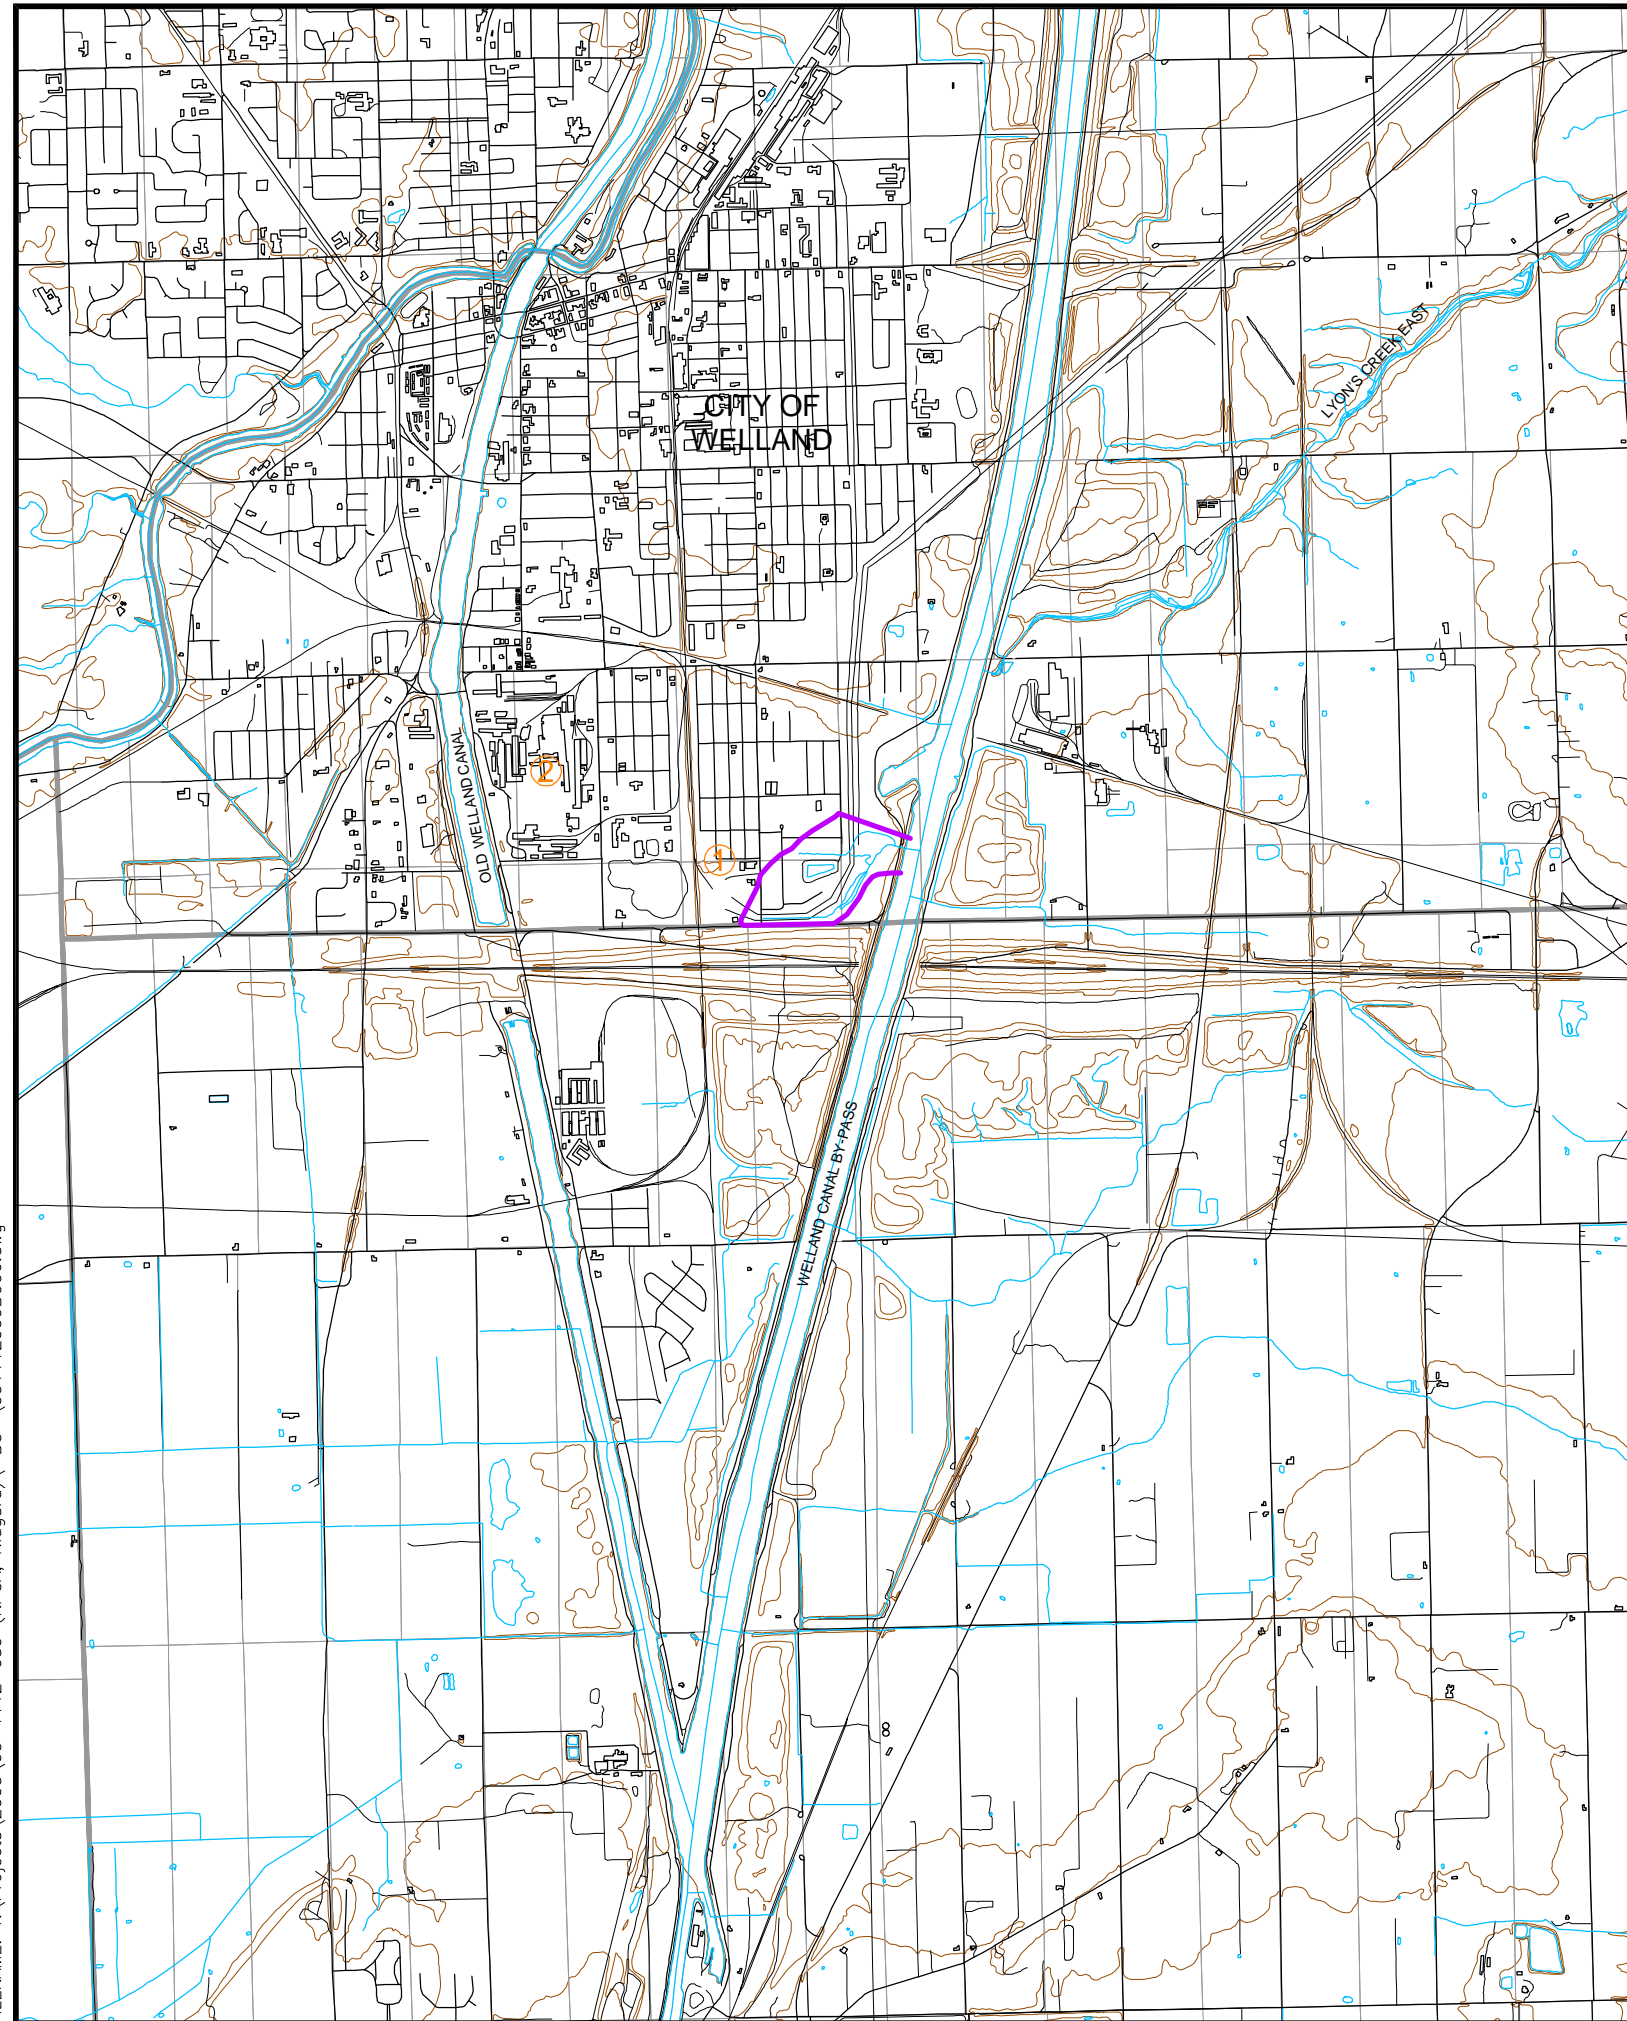 CITY OF
WELLAND
LYON'S CREEK EAST
OLD WELLAND CANAL
2
1
WELLAND CANAL BY-PASS